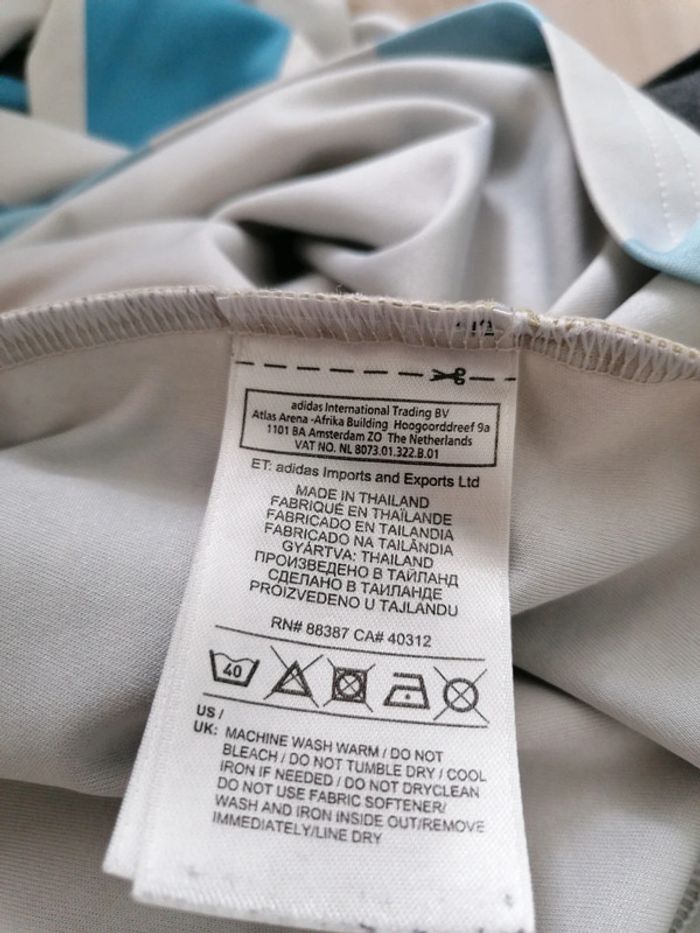 adidas International Trading BV
Atlas Arena -Afrika Building Hoogoorddreef 9a
1101 BA Amsterdam ZO The Netherlands
VAT NO. NL 8073.01.322.B.01
ET: adidas Imports and Exports Ltd
MADE IN THAILAND
FABRIQUÉ EN THAÏLANDE
FABRICADO EN TAILANDIA
FABRICADO NA TAILÂNDIA
GYÁRTVA: THAILAND
ПРОИЗВЕДЕНО В ТАЙЛАНД
СДЕЛАНО В ТАИЛАНДЕ
PROIZVEDENO U TAJLANDU
RN# 88387 CA# 40312
40
US /
UK: MACHINE WASH WARM / DO NOT
BLEACH / DO NOT TUMBLE DRY / COOL
IRON IF NEEDED / DO NOT DRYCLEAN
DO NOT USE FABRIC SOFTENER/
WASH AND IRON INSIDE OUT/REMOVE
IMMEDIATELY/LINE DRY